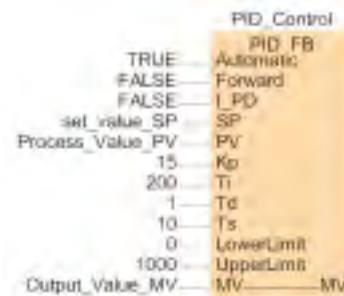 PID_Control
PID_FB
TRUE Automatic
FALSE Forward
FALSE I_PD
set_value_SP SP
Process_Value_PV PV
15 Kp
200 Ti
1 Td
10 Ts
0 LowerLimit
1000 UpperLimit
Output_Value_MV MV MV